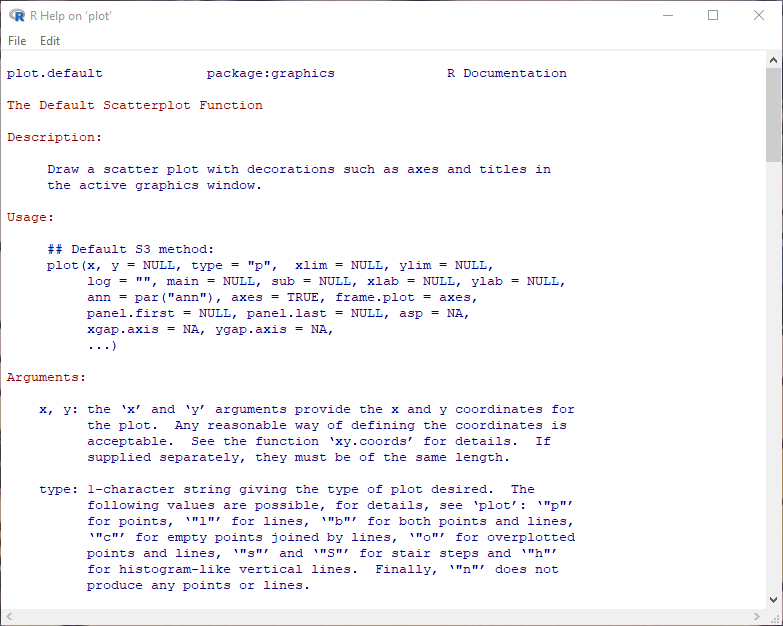 R Help on 'plot'
File Edit
plot.default package:graphics R Documentation
The Default Scatterplot Function
Description:
Draw a scatter plot with decorations such as axes and titles in
the active graphics window.
Usage:
## Default S3 method:
plot(x, y = NULL, type = "p",  xlim = NULL, ylim = NULL,
log = "", main = NULL, sub = NULL, xlab = NULL, ylab = NULL,
ann = par("ann"), axes = TRUE, frame.plot = axes,
panel.first = NULL, panel.last = NULL, asp = NA,
xgap.axis = NA, ygap.axis = NA,
...)
Arguments:
x, y: the ‘x’ and ‘y’ arguments provide the x and y coordinates for
the plot.  Any reasonable way of defining the coordinates is
acceptable.  See the function ‘xy.coords’ for details.  If
supplied separately, they must be of the same length.
type: 1-character string giving the type of plot desired.  The
following values are possible, for details, see ‘plot’: ‘"p"’
for points, ‘"l"’ for lines, ‘"b"’ for both points and lines,
‘"c"’ for empty points joined by lines, ‘"o"’ for overplotted
points and lines, ‘"s"’ and ‘"S"’ for stair steps and ‘"h"’
for histogram-like vertical lines.  Finally, ‘"n"’ does not
produce any points or lines.